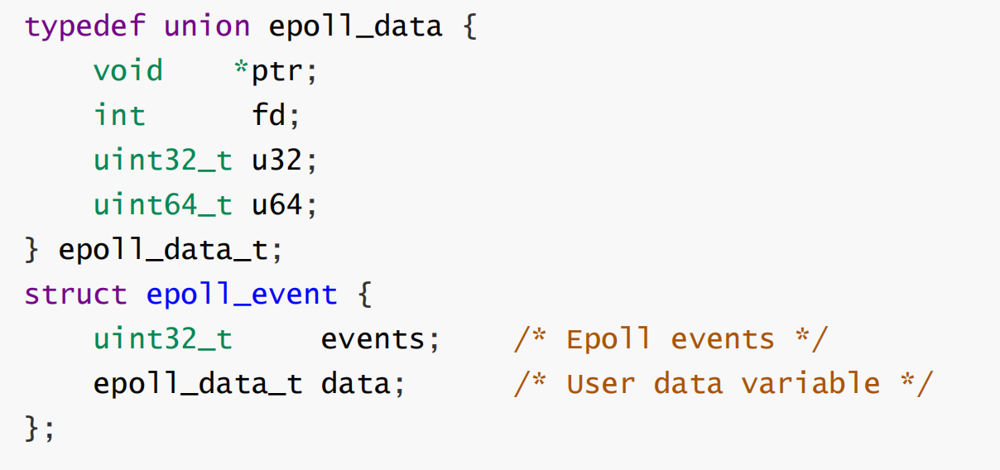 typedef union epoll_data {
    void    *ptr;
    int      fd;
    uint32_t u32;
    uint64_t u64;
} epoll_data_t;
struct epoll_event {
    uint32_t     events;    /* Epoll events */
    epoll_data_t data;      /* User data variable */
};